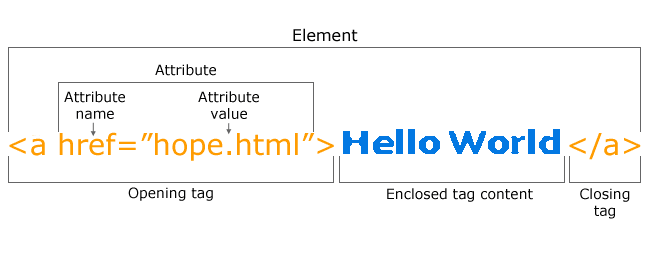 Element
Attribute
Attribute name
Attribute value
<a href=”hope.html”>Hello World</a>
Opening tag
Enclosed tag content
Closing tag